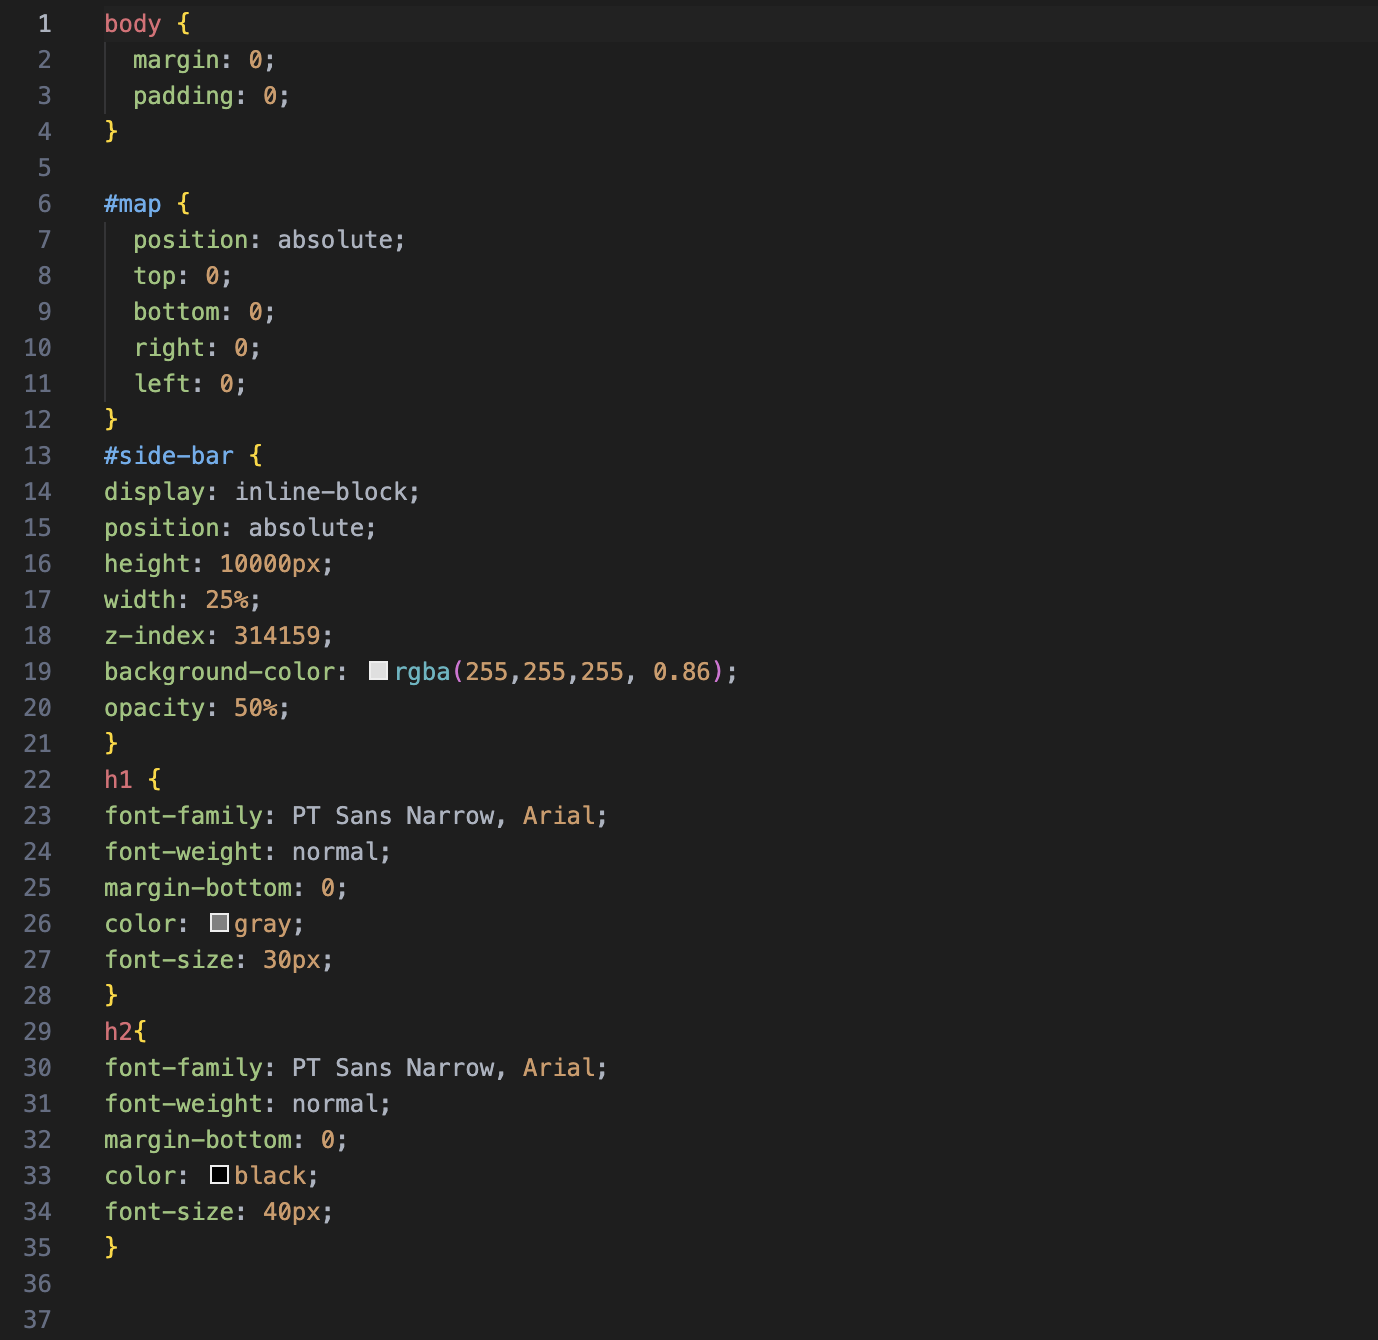 1 body {
2 margin: 0;
3 padding: 0;
4 }
5
6 #map {
7 position: absolute;
8 top: 0;
9 bottom: 0;
10 right: 0;
11 left: 0;
12 }
13 #side-bar {
14 display: inline-block;
15 position: absolute;
16 height: 10000px;
17 width: 25%;
18 z-index: 314159;
19 background-color: rgba(255,255,255, 0.86);
20 opacity: 50%;
21 }
22 h1 {
23 font-family: PT Sans Narrow, Arial;
24 font-weight: normal;
25 margin-bottom: 0;
26 color: gray;
27 font-size: 30px;
28 }
29 h2{
30 font-family: PT Sans Narrow, Arial;
31 font-weight: normal;
32 margin-bottom: 0;
33 color: black;
34 font-size: 40px;
35 }
36
37